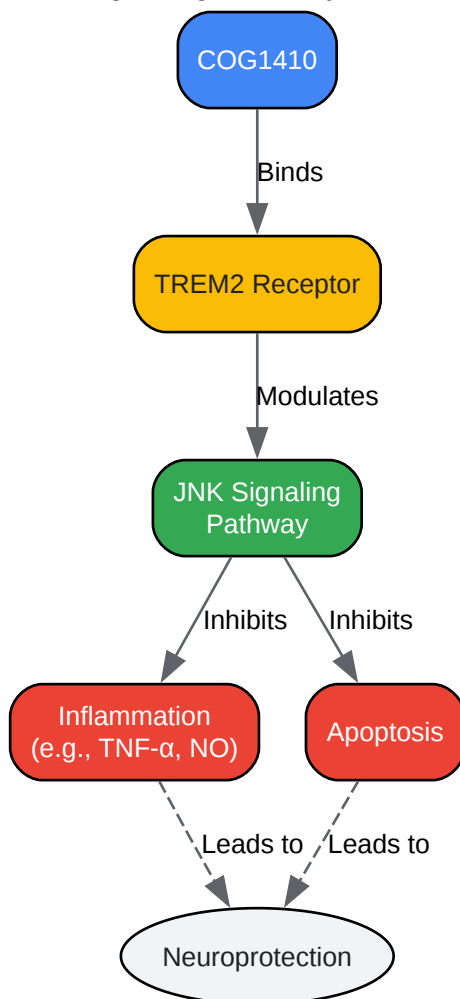 COG1410
Binds
TREM2 Receptor
Modulates
JNK Signaling
Pathway
Inhibits
Inhibits
Inflammation
(e.g., TNF-α, NO)
Apoptosis
Leads to
Leads to
Neuroprotection